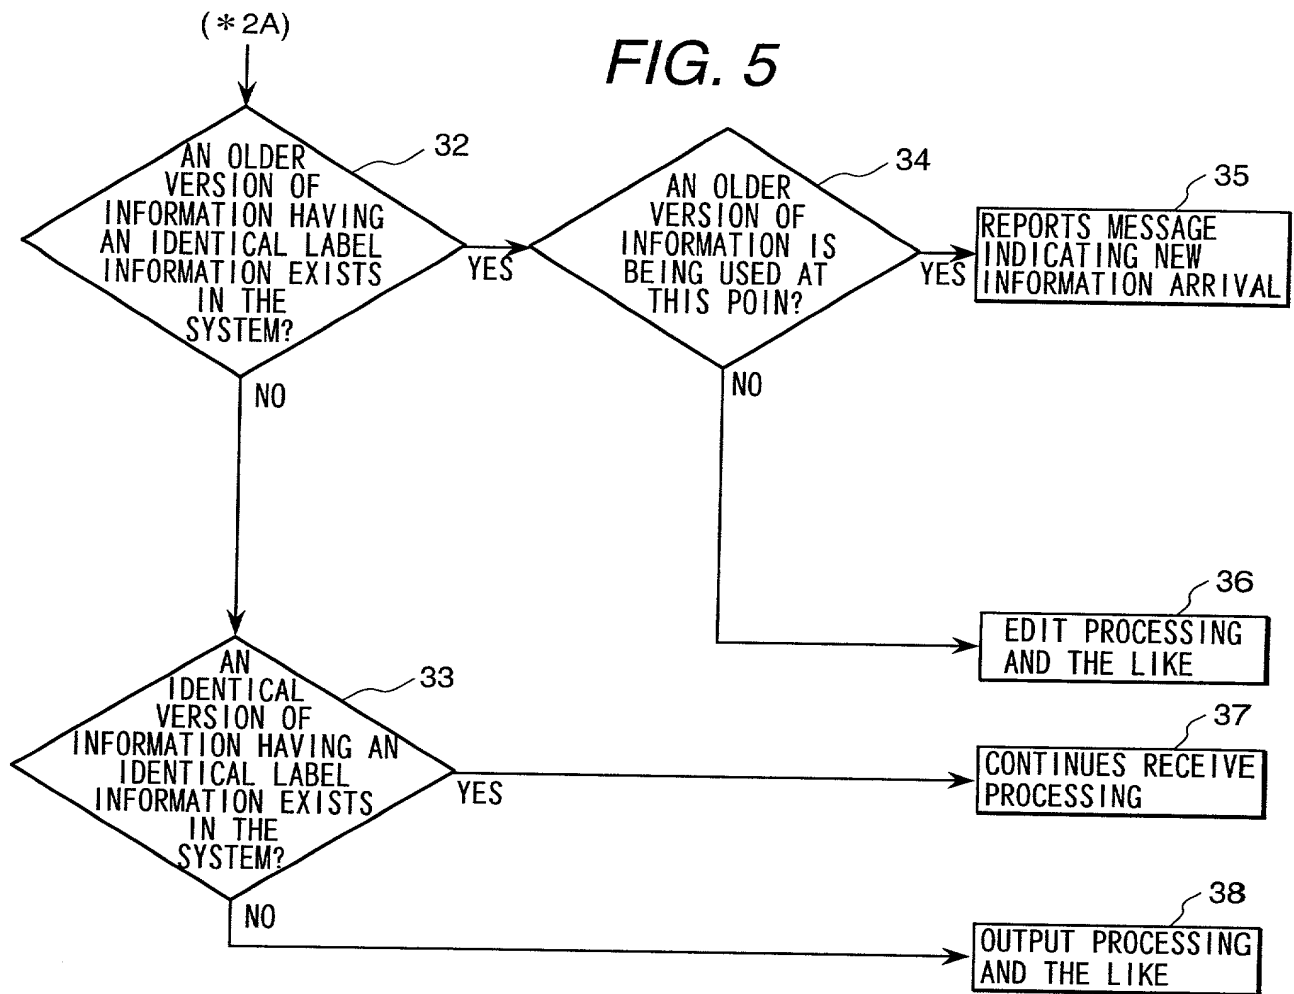 (*2A)
FIG. 5
32
AN OLDER
VERSION OF
INFORMATION HAVING
AN IDENTICAL LABEL
INFORMATION EXISTS
IN THE
SYSTEM?
YES
NO
34
AN OLDER
VERSION OF
INFORMATION IS
BEING USED AT
THIS POIN?
YES
NO
35
REPORTS MESSAGE
INDICATING NEW
INFORMATION ARRIVAL
36
EDIT PROCESSING
AND THE LIKE
33
AN
IDENTICAL
VERSION OF
INFORMATION HAVING AN
IDENTICAL LABEL
INFORMATION EXISTS
IN THE
SYSTEM?
YES
NO
37
CONTINUES RECEIVE
PROCESSING
38
OUTPUT PROCESSING
AND THE LIKE